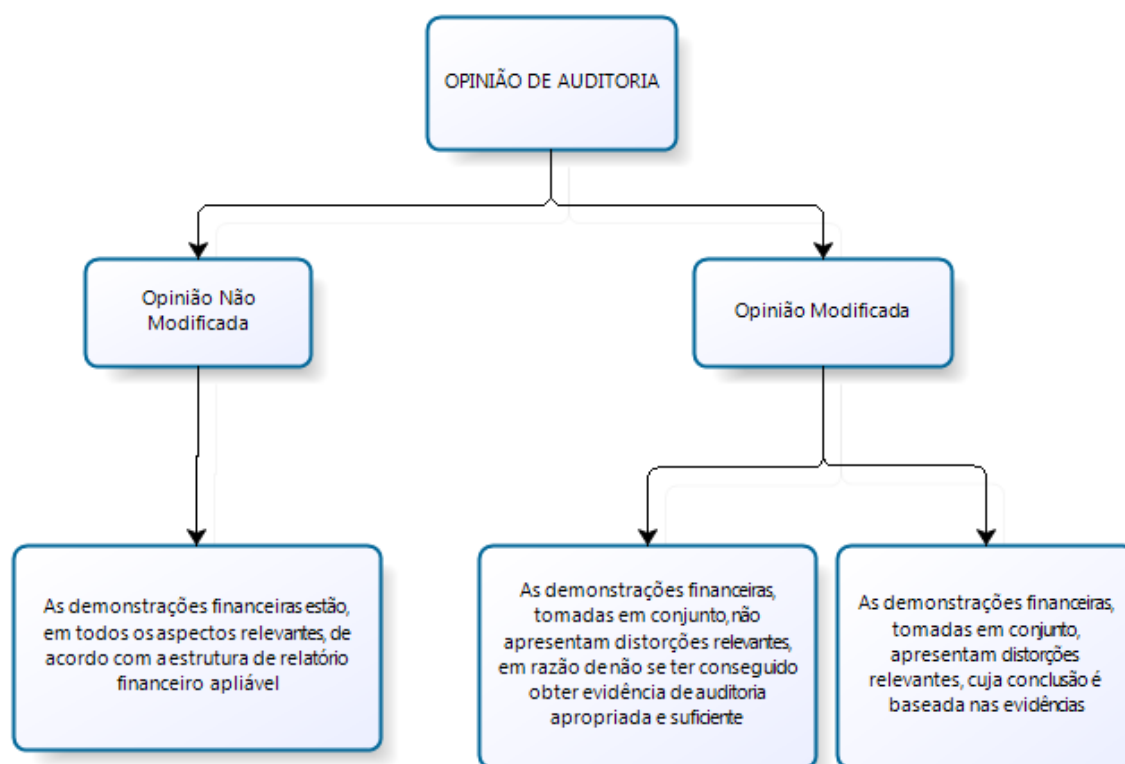 OPINIÃO DE AUDITORIA
Opinião Não
Modificada
Opinião Modificada
As demonstrações financeiras estão,
em todos os aspectos relevantes, de
acordo com a estrutura de relatório
financeiro apliável
As demonstrações financeiras,
tomadas em conjunto, não
apresentam distorções relevantes,
em razão de não se ter conseguido
obter evidência de auditoria
apropriada e suficiente
As demonstrações financeiras,
tomadas em conjunto,
apresentam distorções
relevantes, cuja conclusão é
baseada nas evidências